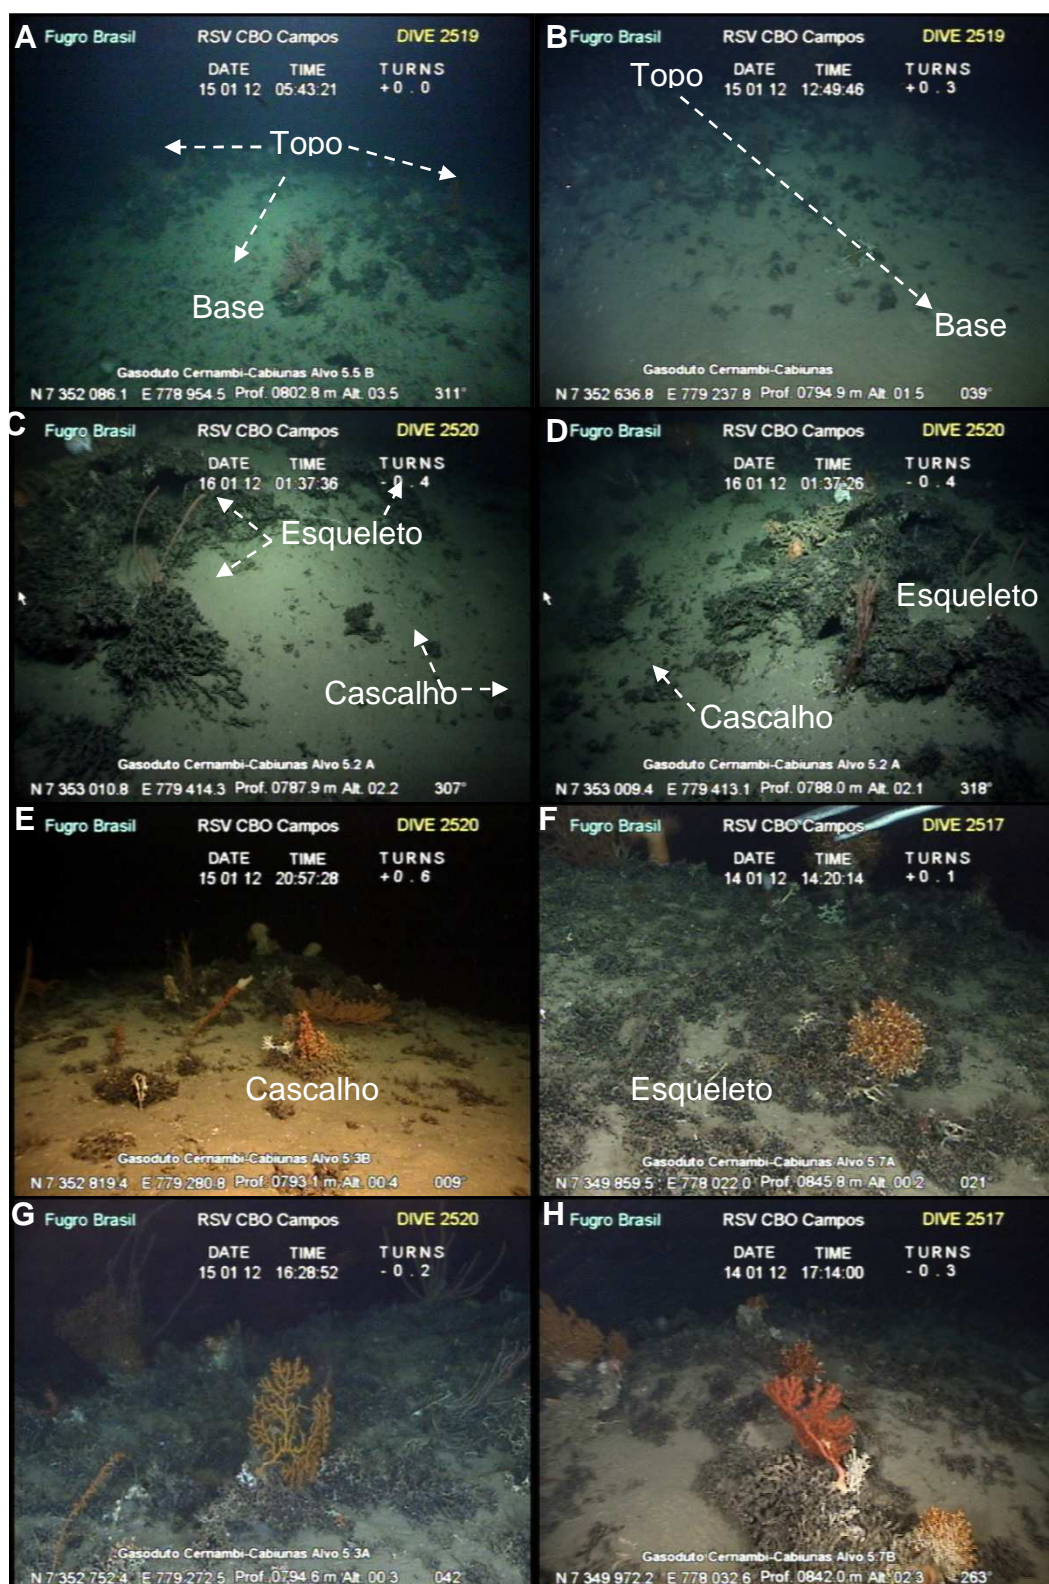 A Fugro Brasil RSV CBO Campos DIVE 2519
DATE TIME TURNS
15 01 12 05:43:21 +0.0
Topo
Base
Gasoduto Cernambi-Cabiunas Alvo 5.5 B
N 7 352 086.1 E 778 954.5 Prof. 0802.8 m Alt. 03.5 311°
B Fugro Brasil RSV CBO Campos DIVE 2519
DATE TIME TURNS
15 01 12 12:49:46 +0.3
Topo
Base
Gasoduto Cernambi-Cabiunas
N 7 352 636.8 E 779 237.8 Prof. 0794.9 m Alt. 01.5 039°
C Fugro Brasil RSV CBO Campos DIVE 2520
DATE TIME TURNS
16 01 12 01:37:36 -0.4
Esqueleto
Cascalho
Gasoduto Cernambi-Cabiunas Alvo 5.2 A
N 7 353 010.8 E 779 414.3 Prof. 0787.9 m Alt. 02.2 307°
D Fugro Brasil RSV CBO Campos DIVE 2520
DATE TIME TURNS
16 01 12 01:37:26 -0.4
Esqueleto
Cascalho
Gasoduto Cernambi-Cabiunas Alvo 5.2 A
N 7 353 009.4 E 779 413.1 Prof. 0788.0 m Alt. 02.1 318°
E Fugro Brasil RSV CBO Campos DIVE 2520
DATE TIME TURNS
15 01 12 20:57:28 +0.6
Cascalho
Gasoduto Cernambi-Cabiunas Alvo 5.3B
N 7 352 819.4 E 779 280.8 Prof. 0793.1 m Alt. 00.4 009°
F Fugro Brasil RSV CBO Campos DIVE 2517
DATE TIME TURNS
14 01 12 14:20:14 +0.1
Esqueleto
Gasoduto Cernambi-Cabiunas Alvo 5.7A
N 7 349 859.5 E 778 022.0 Prof. 0845.8 m Alt. 00.2 021°
G Fugro Brasil RSV CBO Campos DIVE 2520
DATE TIME TURNS
15 01 12 16:28:52 -0.2
Gasoduto Cernambi-Cabiunas Alvo 5.3A
N 7 352 752.4 E 779 272.5 Prof. 0794.6 m Alt. 00.3 042°
H Fugro Brasil RSV CBO Campos DIVE 2517
DATE TIME TURNS
14 01 12 17:14:00 -0.3
Gasoduto Cernambi-Cabiunas Alvo 5.7B
N 7 349 972.2 E 778 032.6 Prof. 0842.0 m Alt. 02.3 263°